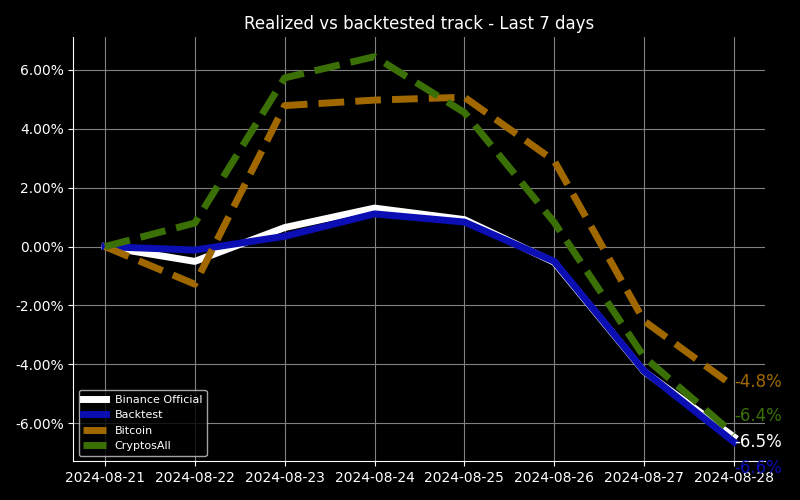 Realized vs backtested track - Last 7 days
6.00%
4.00%
2.00%
0.00%
-2.00%
-4.00%
-6.00%
Binance Official
Backtest
Bitcoin
CryptosAll
-4.8%
-6.4%
-6.5%
-6.6%
2024-08-21 2024-08-22 2024-08-23 2024-08-24 2024-08-25 2024-08-26 2024-08-27 2024-08-28